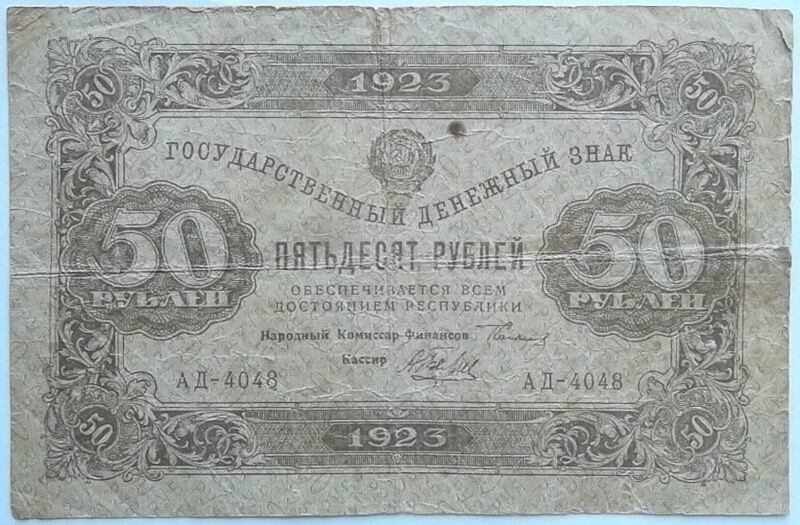 50 1923 50
ГОСУДАРСТВЕННЫЙ ДЕНЕЖНЫЙ ЗНАК
50 РУБЛЕЙ
ПЯТЬДЕСЯТ РУБЛЕЙ
50 РУБЛЕЙ
ОБЕСПЕЧИВАЕТСЯ ВСЕМ
ДОСТОЯНИЕМ РЕСПУБЛИКИ
Народный Комиссар Финансов
Кассир
АД-4048 АД-4048
50 1923 50